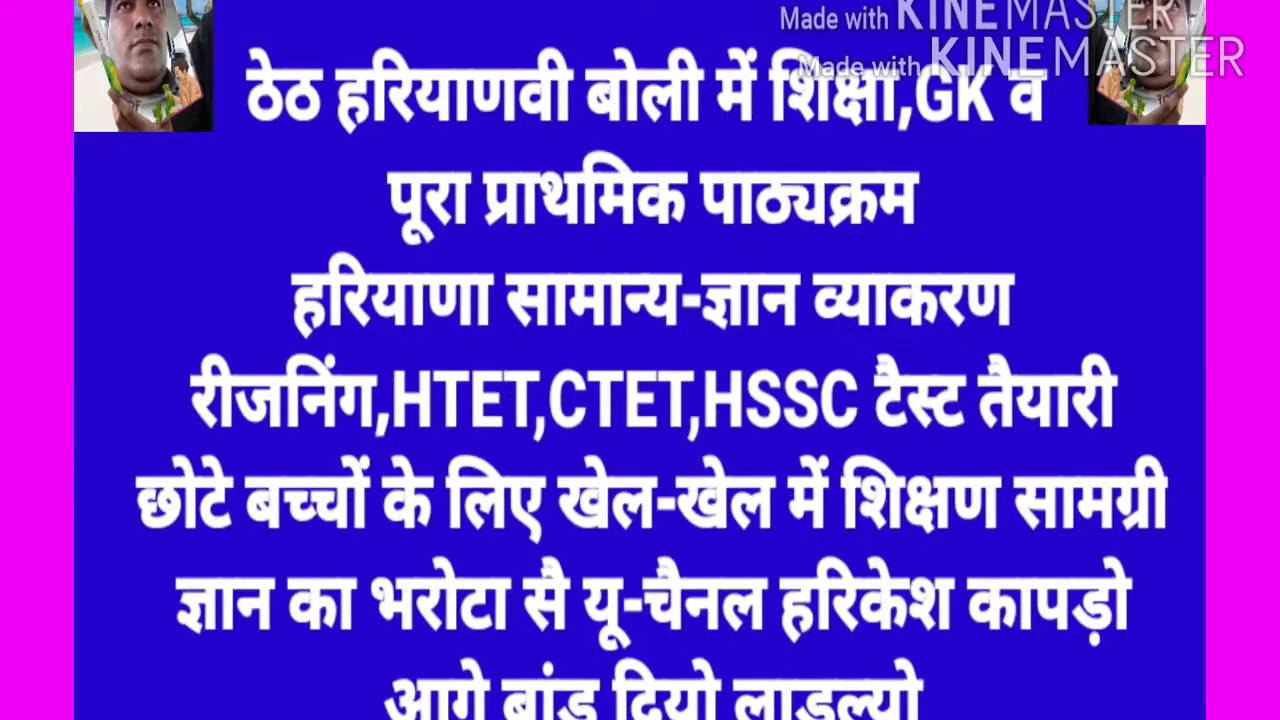 Made with KINEMASTER
Made with KINEMASTER
ठेठ हरियाणवी बोली में शिक्षा,GK व
पूरा प्राथमिक पाठ्यक्रम
हरियाणा सामान्य-ज्ञान व्याकरण
रीजनिंग,HTET,CTET,HSSC टैस्ट तैयारी
छोटे बच्चों के लिए खेल-खेल में शिक्षण सामग्री
ज्ञान का भरोटा सै यू-चैनल हरिकेश कापड़ो
आगे बांड दियो लाडल्यो